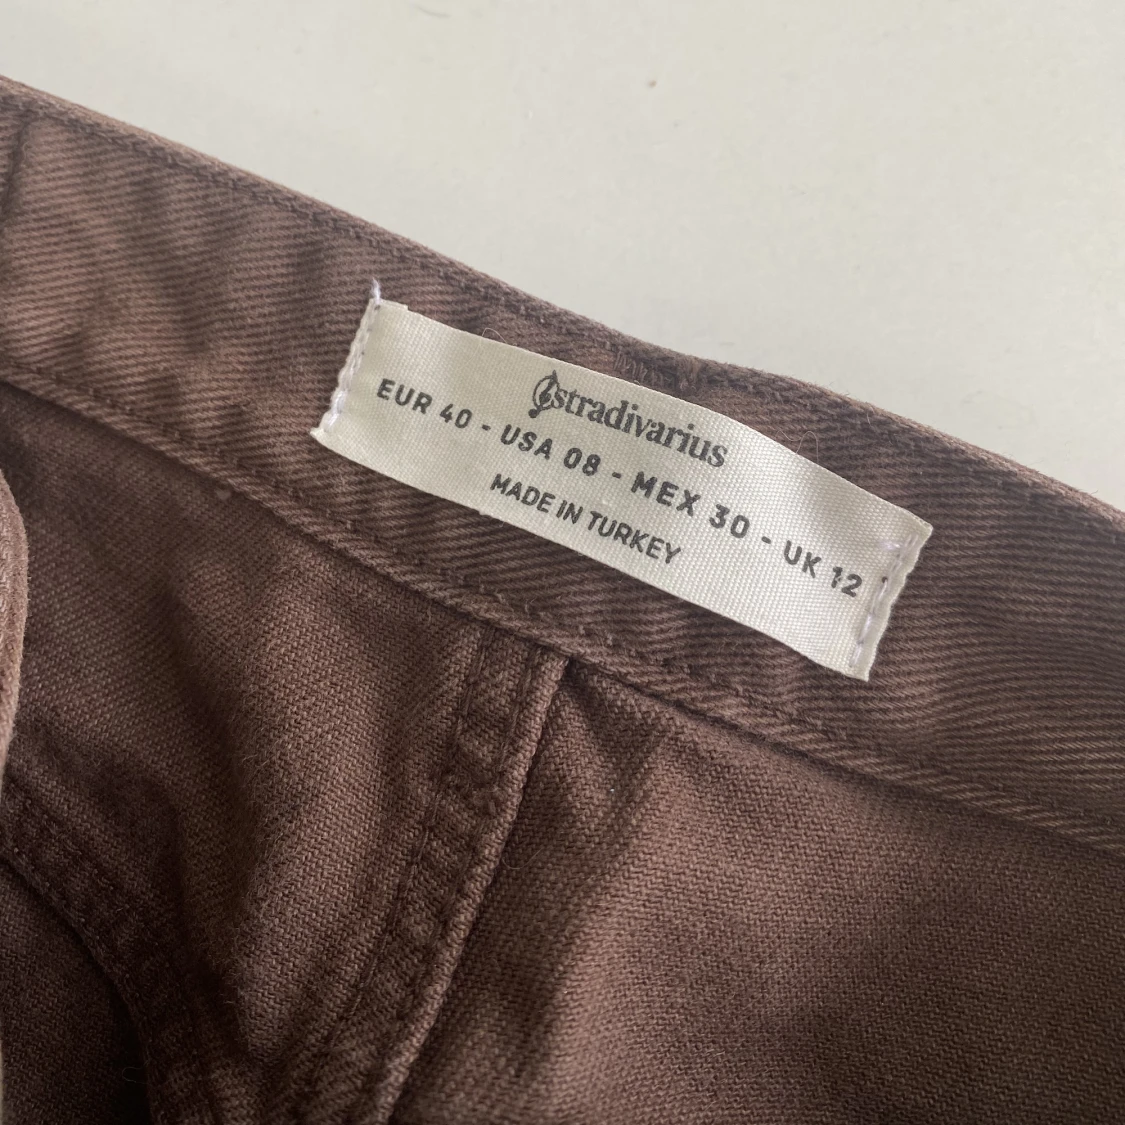 stradivarius
EUR 40 - USA 08 - MEX 30 - UK 12
MADE iN TURKEY